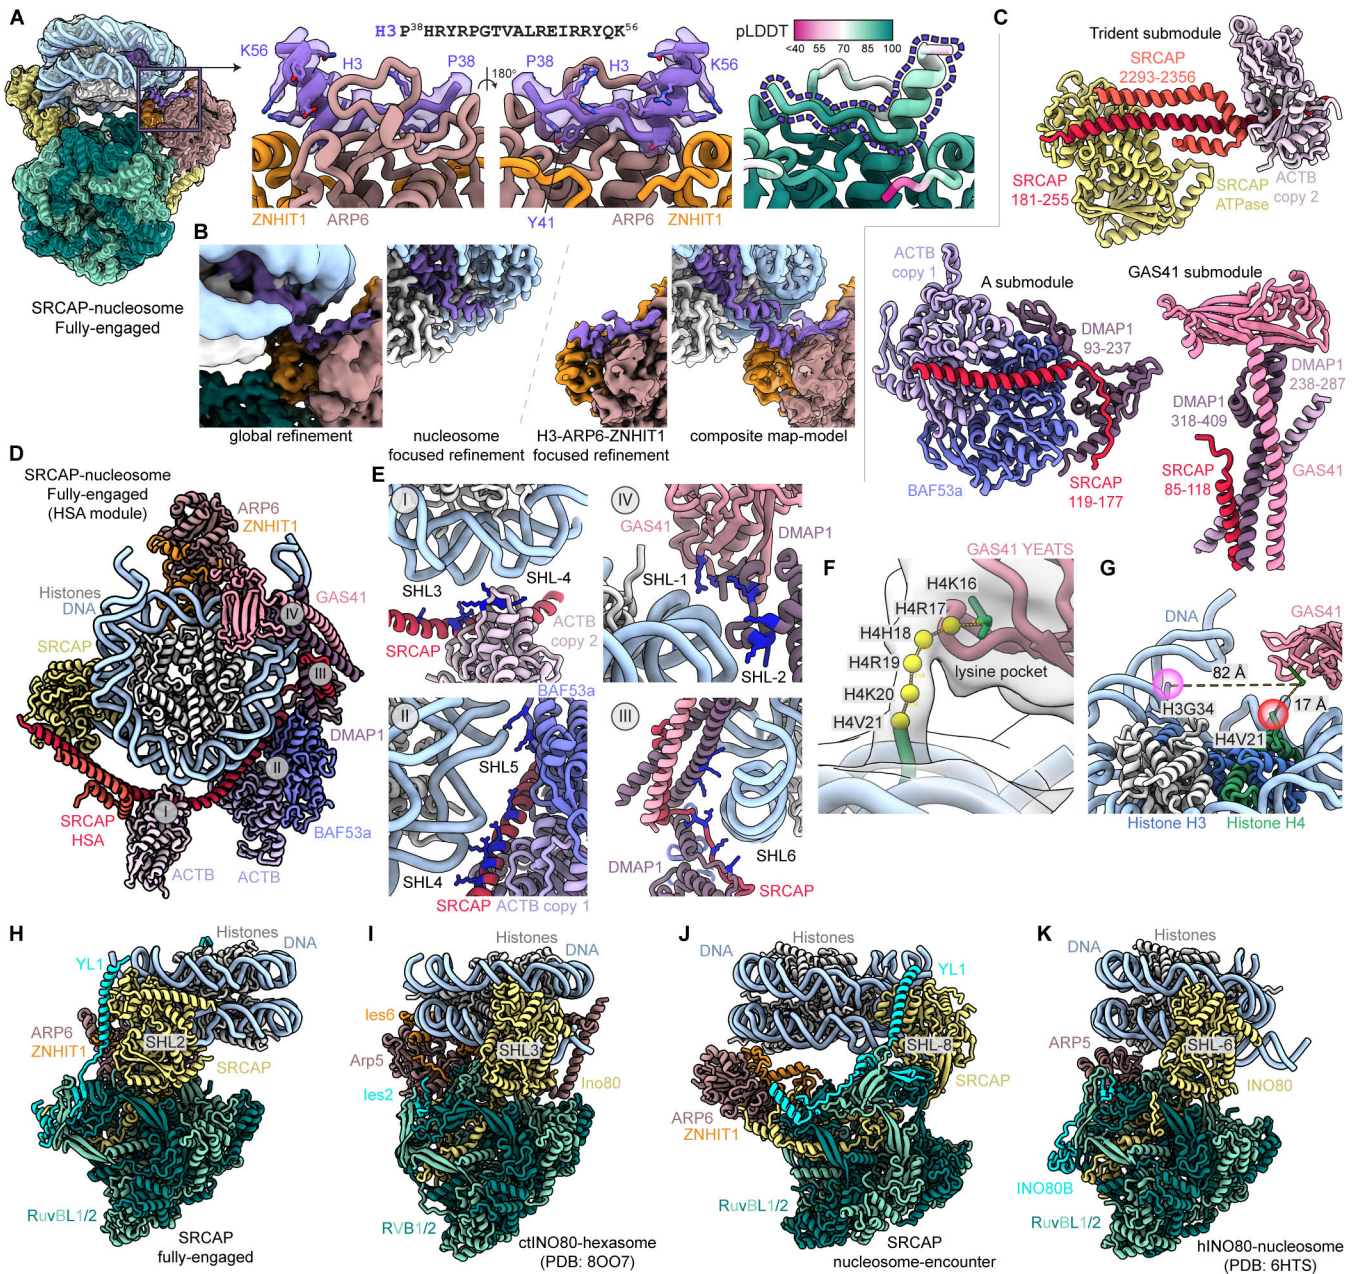 A
H3 P38HRYRPGTVALREIRRYQK56
K56
H3
P38
180°
P38
H3
K56
ZNHIT1
ARP6
Y41
ARP6
ZNHIT1
pLDDT
<40 55 70 85 100
SRCAP-nucleosome
Fully-engaged
B
global refinement
nucleosome
focused refinement
H3-ARP6-ZNHIT1
focused refinement
composite map-model
C
Trident submodule
SRCAP
2293-2356
SRCAP
181-255
SRCAP
ATPase
ACTB
copy 2
ACTB
copy 1
A submodule
DMAP1
93-237
BAF53a
SRCAP
119-177
GAS41 submodule
DMAP1
238-287
DMAP1
318-409
SRCAP
85-118
GAS41
D
SRCAP-nucleosome
Fully-engaged
(HSA module)
ARP6
ZNHIT1
Histones
DNA
GAS41
IV
SRCAP
III
DMAP1
II
I
SRCAP
HSA
BAF53a
ACTB
ACTB
E
I
SHL3
SHL-4
SRCAP
ACTB
copy 2
IV
GAS41
DMAP1
SHL-1
SHL-2
II
BAF53a
SHL5
SHL4
SRCAP
ACTB copy 1
III
DMAP1
SHL6
SRCAP
F
GAS41 YEATS
H4K16
H4R17
H4H18
H4R19
H4K20
H4V21
lysine pocket
G
DNA
GAS41
82 Å
H3G34
17 Å
H4V21
Histone H3
Histone H4
H
Histones
DNA
YL1
ARP6
ZNHIT1
SHL2
SRCAP
RuvBL1/2
SRCAP
fully-engaged
I
Histones
DNA
Ies6
Arp5
SHL3
Ies2
Ino80
RVB1/2
ctINO80-hexasome
(PDB: 8OO7)
J
Histones
DNA
YL1
SHL-8
SRCAP
ARP6
ZNHIT1
RuvBL1/2
SRCAP
nucleosome-encounter
K
Histones
DNA
ARP5
SHL-6
INO80
INO80B
RuvBL1/2
hINO80-nucleosome
(PDB: 6HTS)